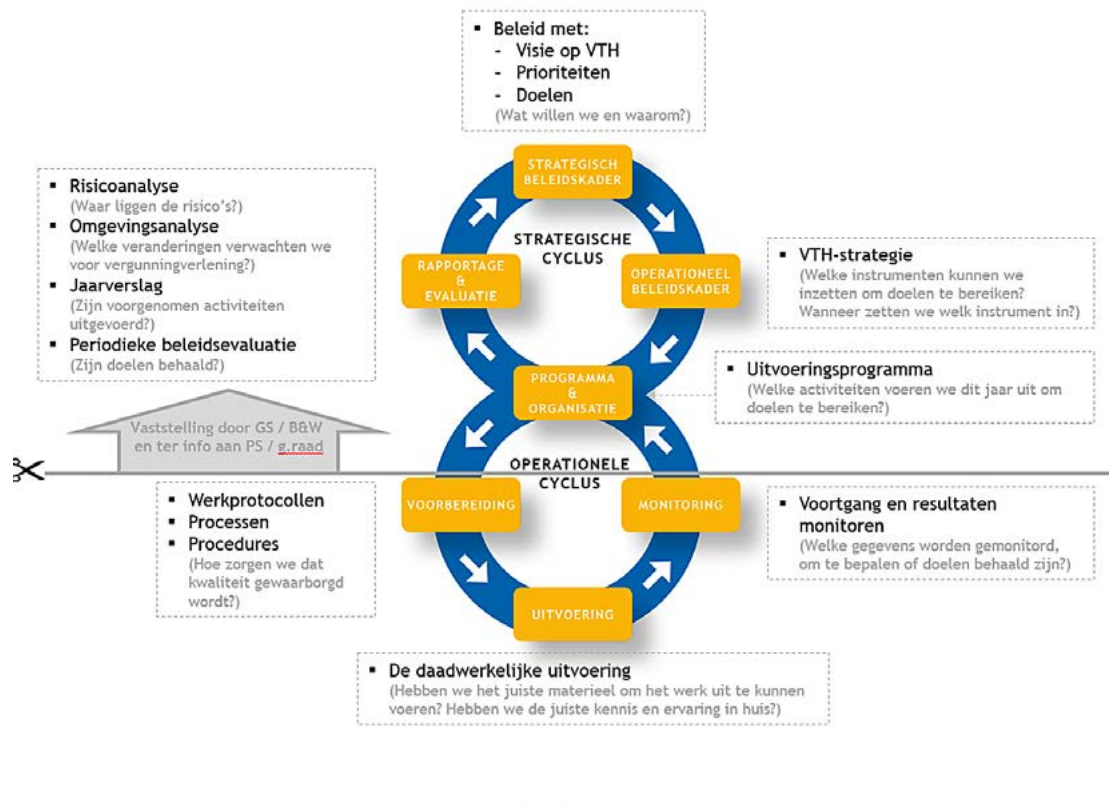 ▪ Beleid met:
- Visie op VTH
- Prioriteiten
- Doelen
(Wat willen we en waarom?)
STRATEGISCH
BELEIDSKADER
▪ Risicoanalyse
(Waar liggen de risico's?)
▪ Omgevingsanalyse
(Welke veranderingen verwachten we
voor vergunningverlening?)
▪ Jaarverslag
(Zijn voorgenomen activiteiten
uitgevoerd?)
▪ Periodieke beleidsevaluatie
(Zijn doelen behaald?)
STRATEGISCHE
CYCLUS
RAPPORTAGE
&
EVALUATIE
OPERATIONEEL
BELEIDSKADER
▪ VTH-strategie
(Welke instrumenten kunnen we
inzetten om doelen te bereiken?
Wanneer zetten we welk instrument in?)
PROGRAMMA
&
ORGANISATIE
▪ Uitvoeringsprogramma
(Welke activiteiten voeren we dit jaar uit om
doelen te bereiken?)
Vaststelling door GS / B&W
en ter info aan PS / g.raad
OPERATIONELE
CYCLUS
▪ Werkprotocollen
▪ Processen
▪ Procedures
(Hoe zorgen we dat
kwaliteit gewaarborgd
wordt?)
VOORBEREIDING
MONITORING
▪ Voortgang en resultaten
monitoren
(Welke gegevens worden gemonitord,
om te bepalen of doelen behaald zijn?)
UITVOERING
▪ De daadwerkelijke uitvoering
(Hebben we het juiste materieel om het werk uit te kunnen
voeren? Hebben we de juiste kennis en ervaring in huis?)